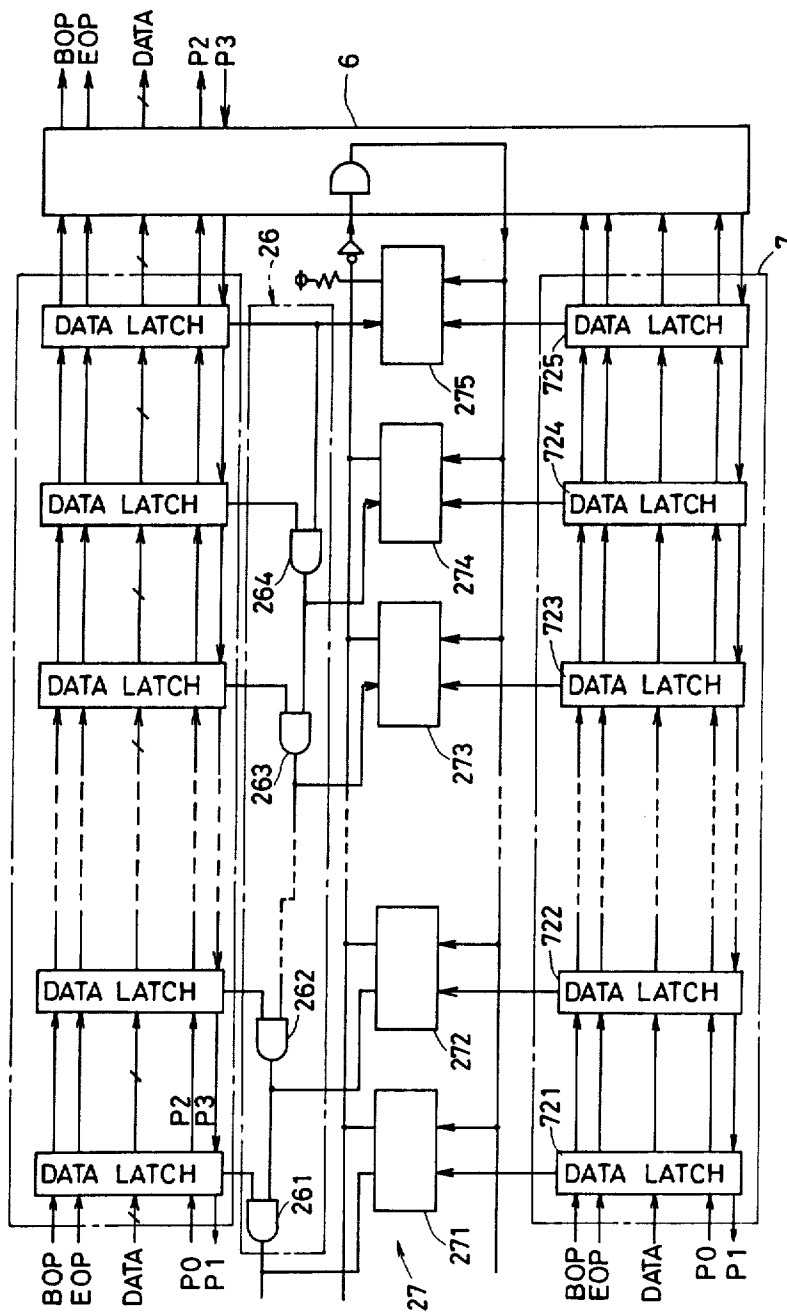 BOP
EOP
DATA
P2
P3
6
DATA LATCH
DATA LATCH
DATA LATCH
DATA LATCH
DATA LATCH
BOP
EOP
DATA
P0
P1
P2
P3
26
264
263
262
261
275
274
273
272
271
27
7
725
724
723
722
721
DATA LATCH
DATA LATCH
DATA LATCH
DATA LATCH
DATA LATCH
BOP
EOP
DATA
P0
P1